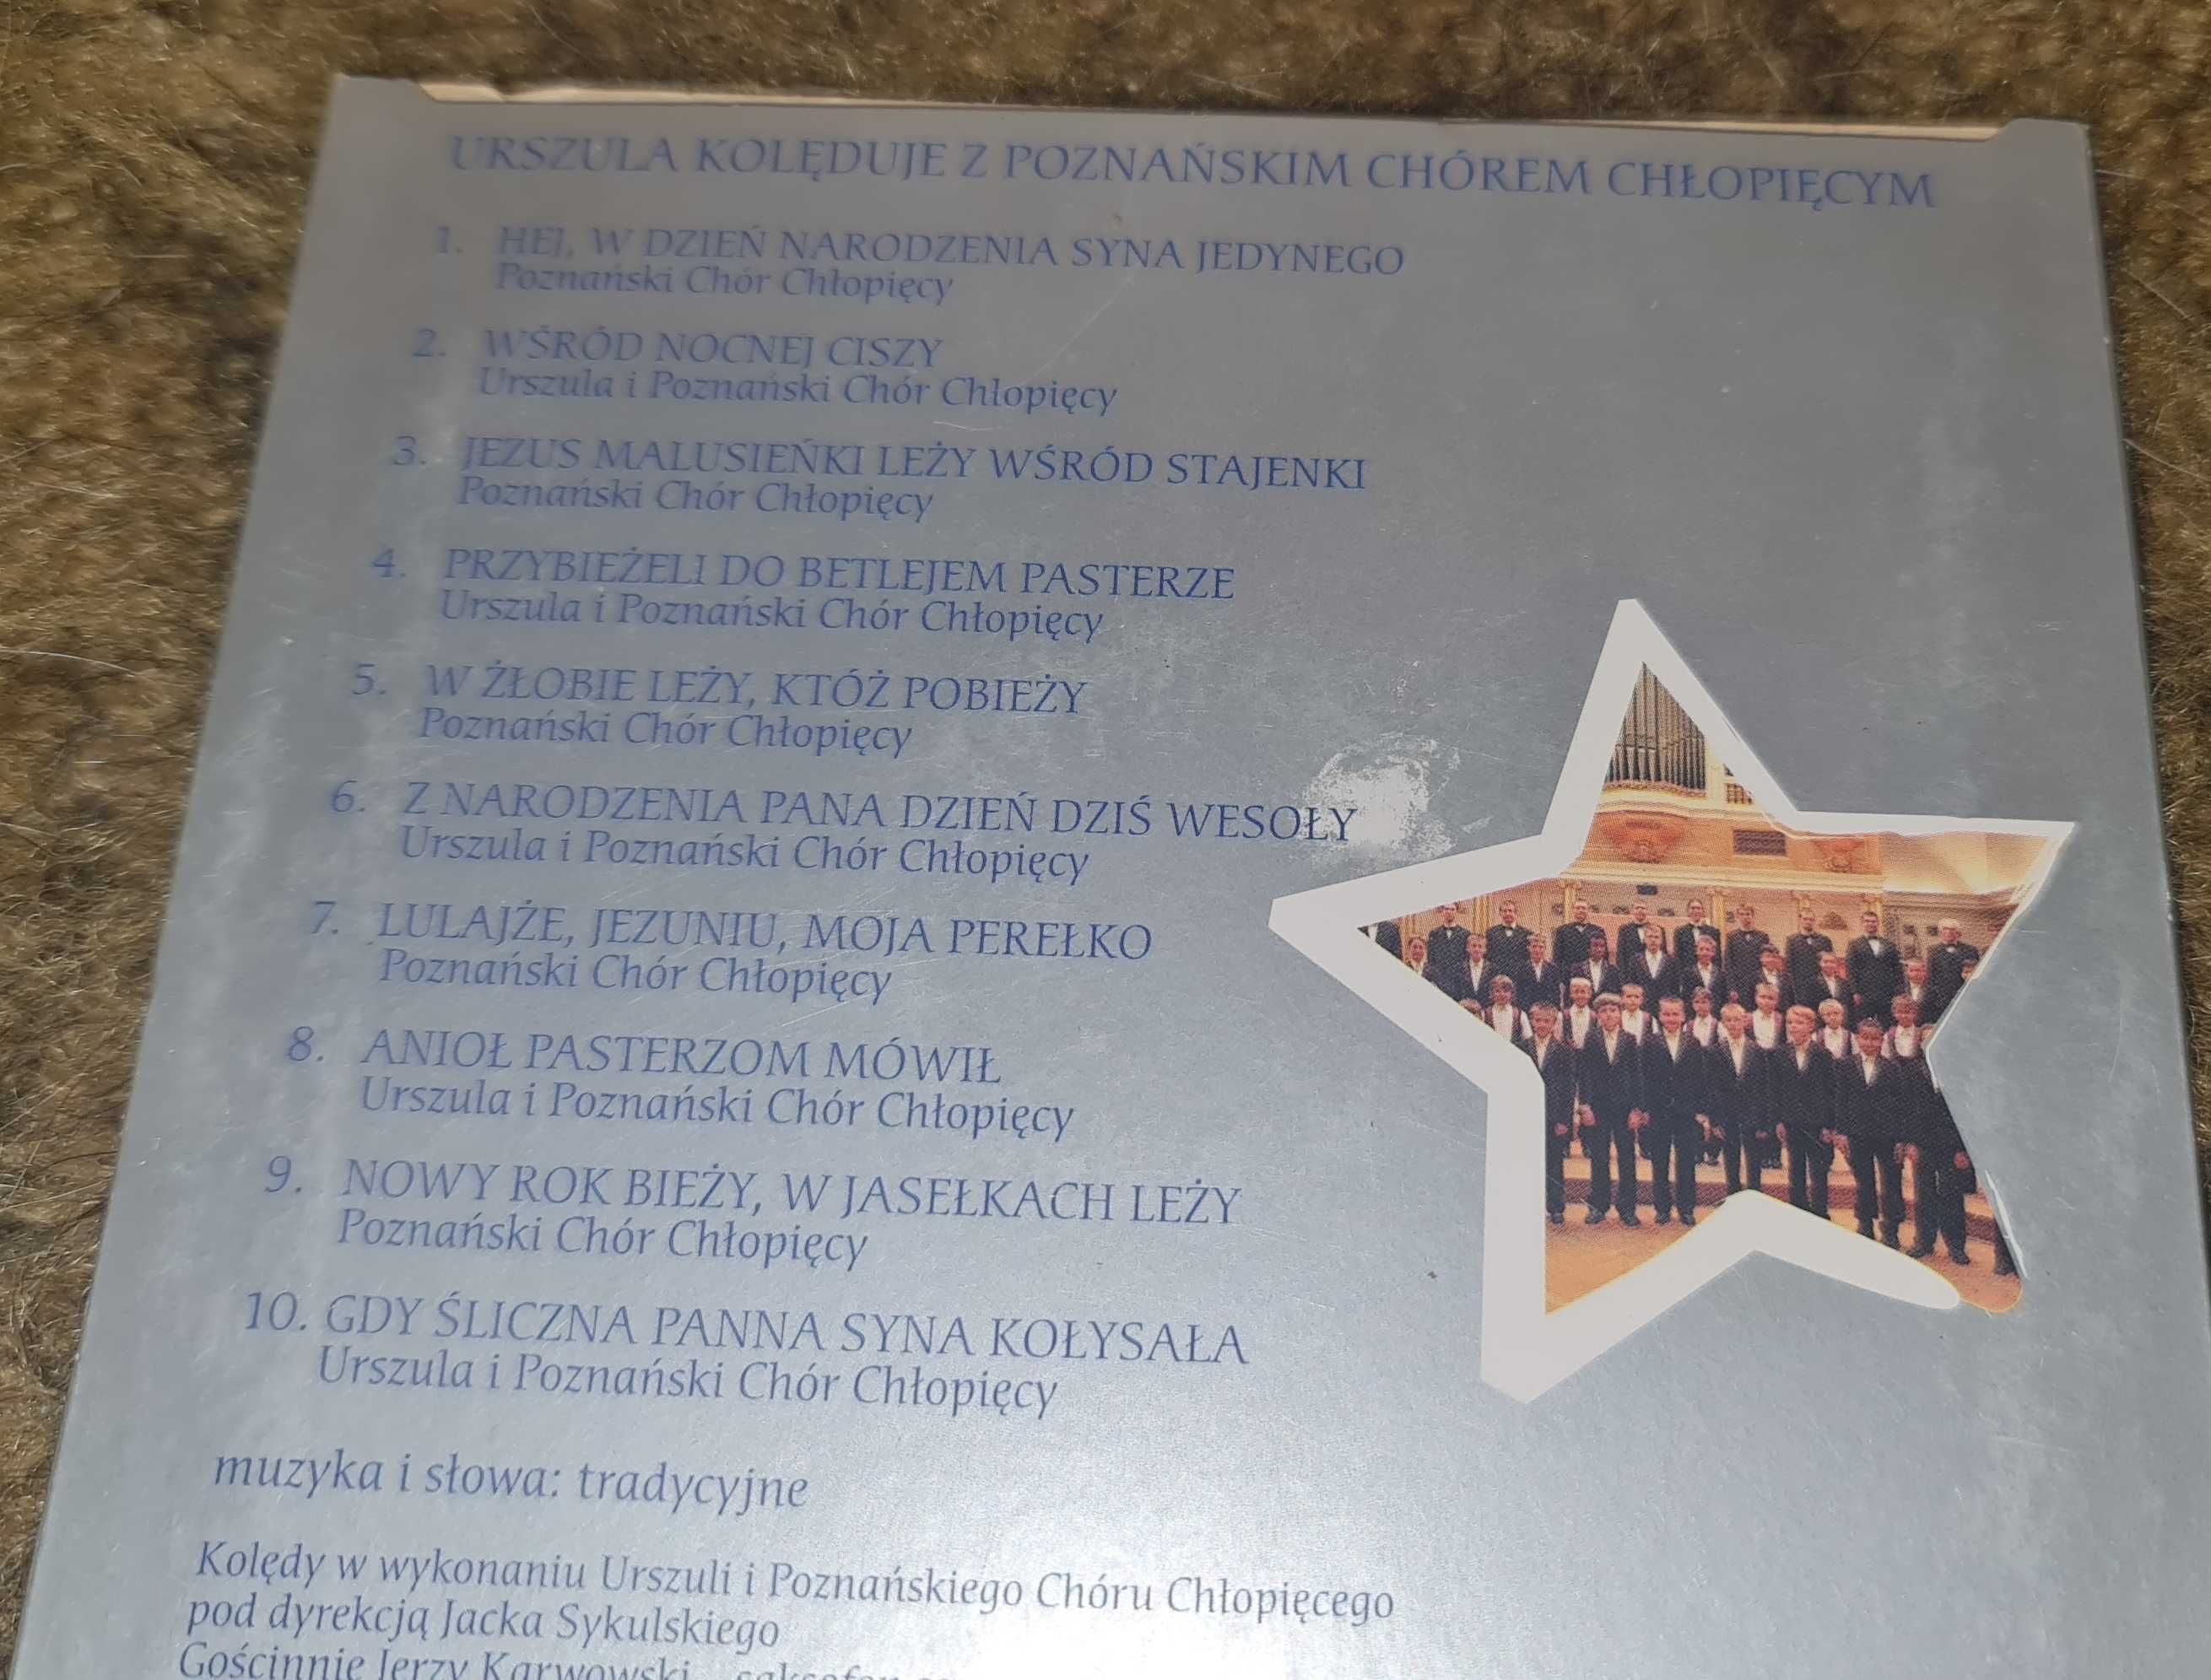 URSZULA KOLĘDUJE Z POZNAŃSKIM CHÓREM CHŁOPIĘCYM
1. HEJ, W DZIEŃ NARODZENIA SYNA JEDYNEGO
Poznański Chór Chłopięcy
2. WŚRÓD NOCNEJ CISZY
Urszula i Poznański Chór Chłopięcy
3. JEZUS MALUSIEŃKI LEŻY WŚRÓD STAJENKI
Poznański Chór Chłopięcy
4. PRZYBIEŻELI DO BETLEJEM PASTERZE
Urszula i Poznański Chór Chłopięcy
5. W ŻŁOBIE LEŻY, KTÓŻ POBIEŻY
Poznański Chór Chłopięcy
6. Z NARODZENIA PANA DZIEŃ DZIŚ WESOŁY
Urszula i Poznański Chór Chłopięcy
7. LULAJŻE, JEZUNIU, MOJA PEREŁKO
Poznański Chór Chłopięcy
8. ANIOŁ PASTERZOM MÓWIŁ
Urszula i Poznański Chór Chłopięcy
9. NOWY ROK BIEŻY, W JASEŁKACH LEŻY
Poznański Chór Chłopięcy
10. GDY ŚLICZNA PANNA SYNA KOŁYSAŁA
Urszula i Poznański Chór Chłopięcy
muzyka i słowa: tradycyjne
Kolędy w wykonaniu Urszuli i Poznańskiego Chóru Chłopięcego
pod dyrekcją Jacka Sykulskiego
Gościnnie Jerzy Karwowski